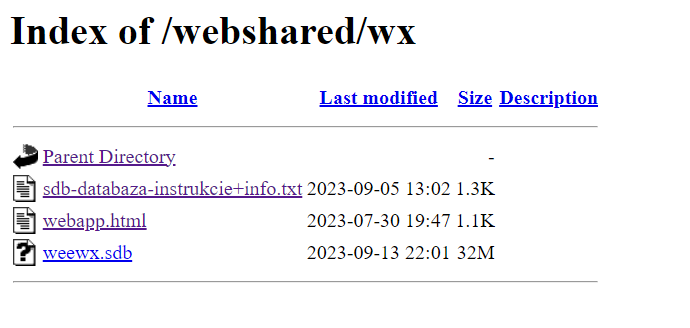 Index of /webshared/wx
Name Last modified Size Description
Parent Directory -
sdb-databaza-instrukcie+info.txt 2023-09-05 13:02 1.3K
webapp.html 2023-07-30 19:47 1.1K
weewx.sdb 2023-09-13 22:01 32M